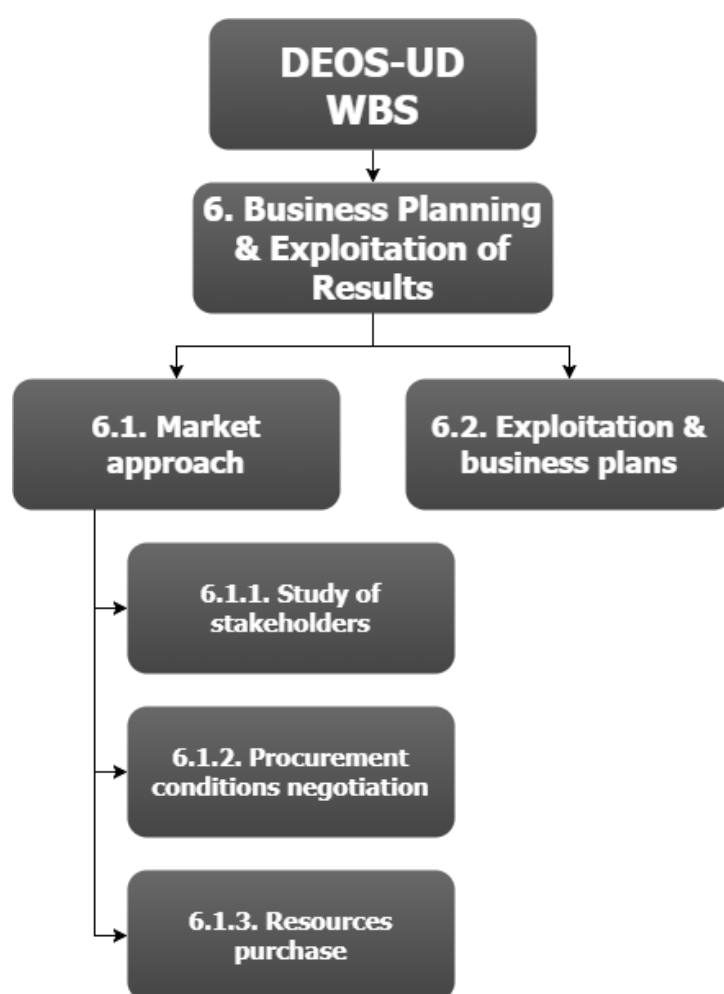 DEOS-UD
WBS
6. Business Planning
& Exploitation of
Results
6.1. Market
approach
6.2. Exploitation &
business plans
6.1.1. Study of
stakeholders
6.1.2. Procurement
conditions negotiation
6.1.3. Resources
purchase